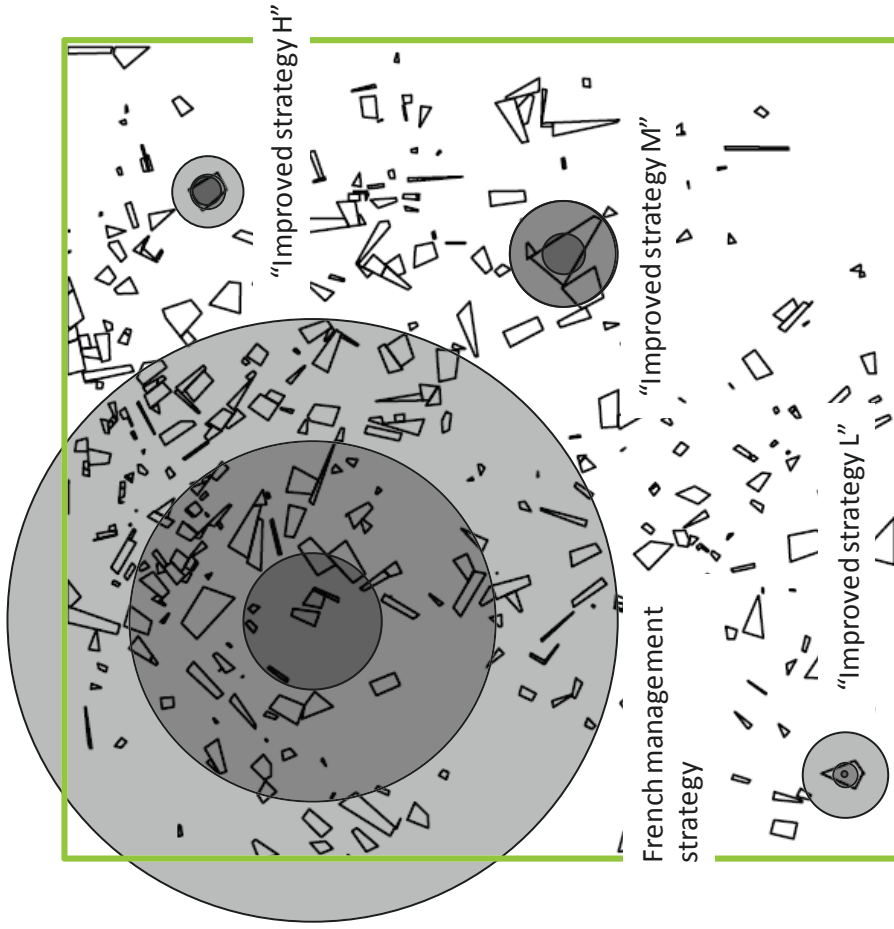 “Improved strategy H”
“Improved strategy M”
French management
strategy
“Improved strategy L”